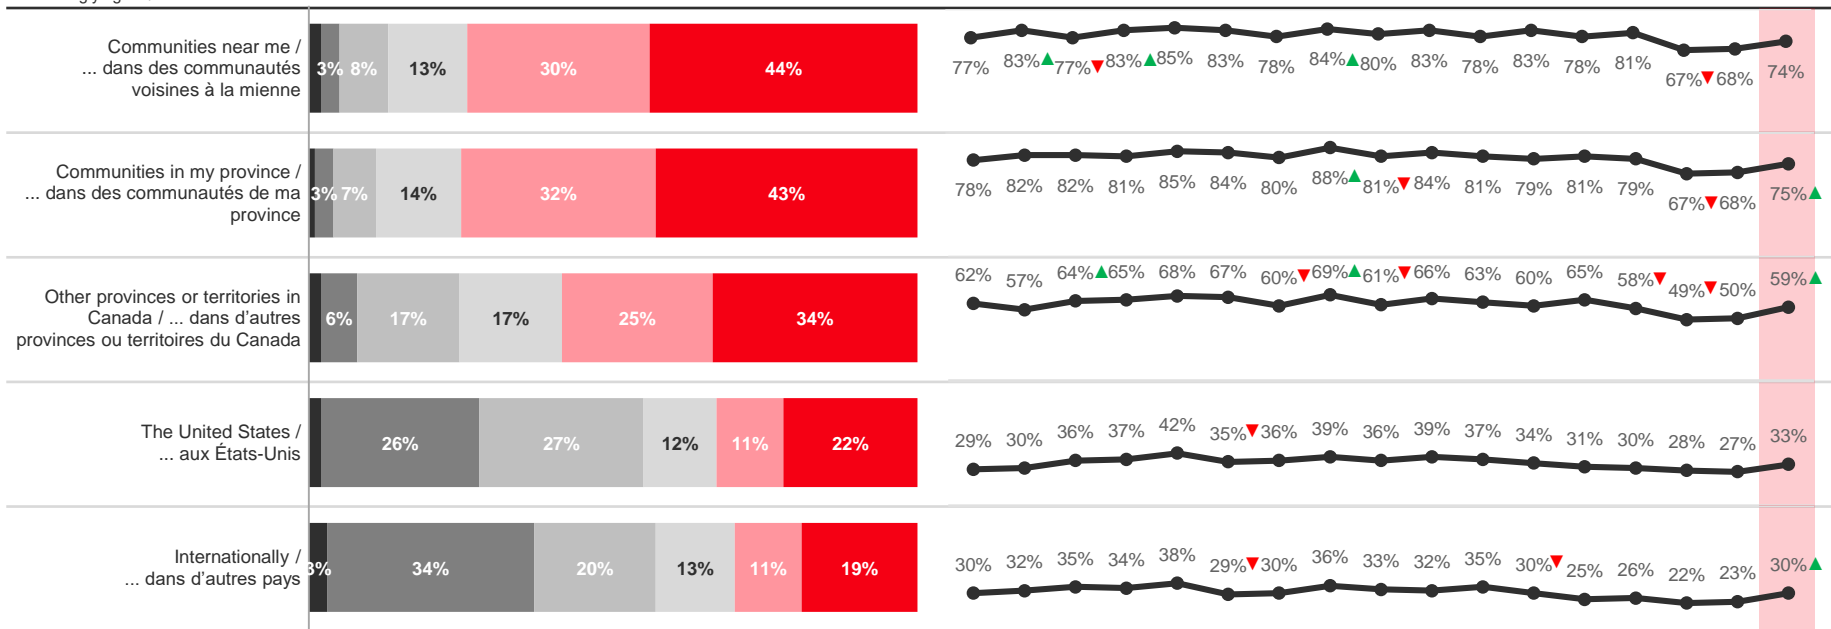 Communities near me /
... dans des communautés
voisines à la mienne
3% 8% 13% 30% 44%
77% 83% 77% 83% 85% 83% 78% 84% 80% 83% 78% 83% 78% 81% 67% 68% 74%
Communities in my province /
... dans des communautés de ma
province
3% 7% 14% 32% 43%
78% 82% 82% 81% 85% 84% 80% 88% 81% 84% 81% 79% 81% 79% 67% 68% 75%
Other provinces or territories in
Canada / ... dans d'autres
provinces ou territoires du Canada
6% 17% 17% 25% 34%
62% 57% 64% 65% 68% 67% 60% 69% 61% 66% 63% 60% 65% 58% 49% 50% 59%
The United States /
... aux États-Unis
26% 27% 12% 11% 22%
29% 30% 36% 37% 42% 35% 36% 39% 36% 39% 37% 34% 31% 30% 28% 27% 33%
Internationally /
... dans d'autres pays
3% 34% 20% 13% 11% 19%
30% 32% 35% 34% 38% 29% 30% 36% 33% 32% 35% 30% 25% 26% 22% 23% 30%